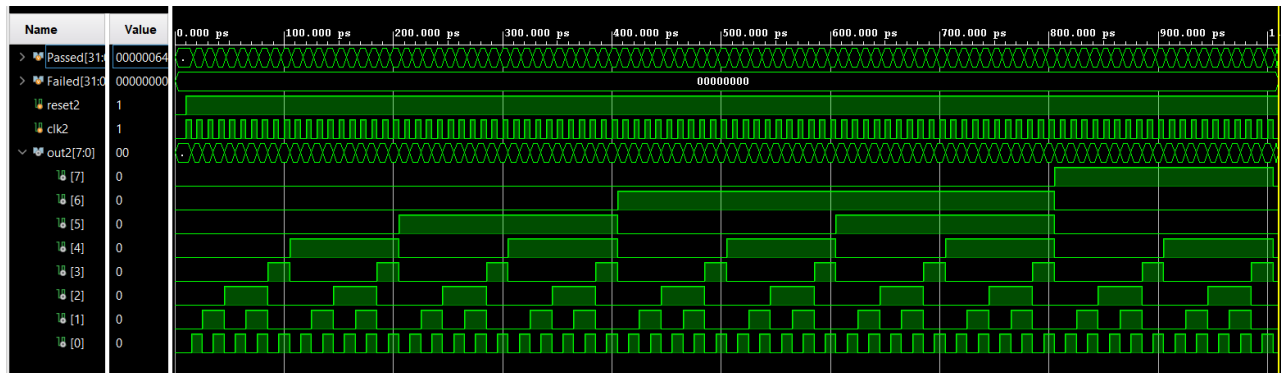 Name Value 0.000 ps 100.000 ps 200.000 ps 300.000 ps 400.000 ps 500.000 ps 600.000 ps 700.000 ps 800.000 ps 900.000 ps 1
Passed[31:0 00000064
Failed[31:0 00000000 00000000
reset2 1
clk2 1
out2[7:0] 00
[7] 0
[6] 0
[5] 0
[4] 0
[3] 0
[2] 0
[1] 0
[0] 0